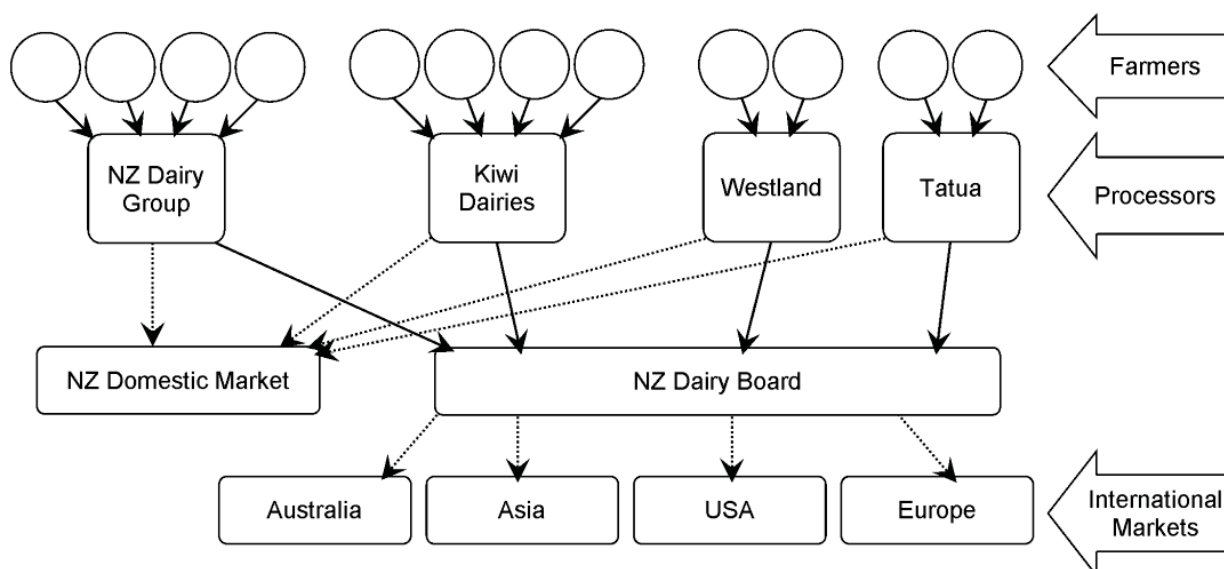 Farmers
NZ Dairy
Group
Kiwi
Dairies
Westland
Tatua
Processors
NZ Domestic Market
NZ Dairy Board
Australia
Asia
USA
Europe
International
Markets